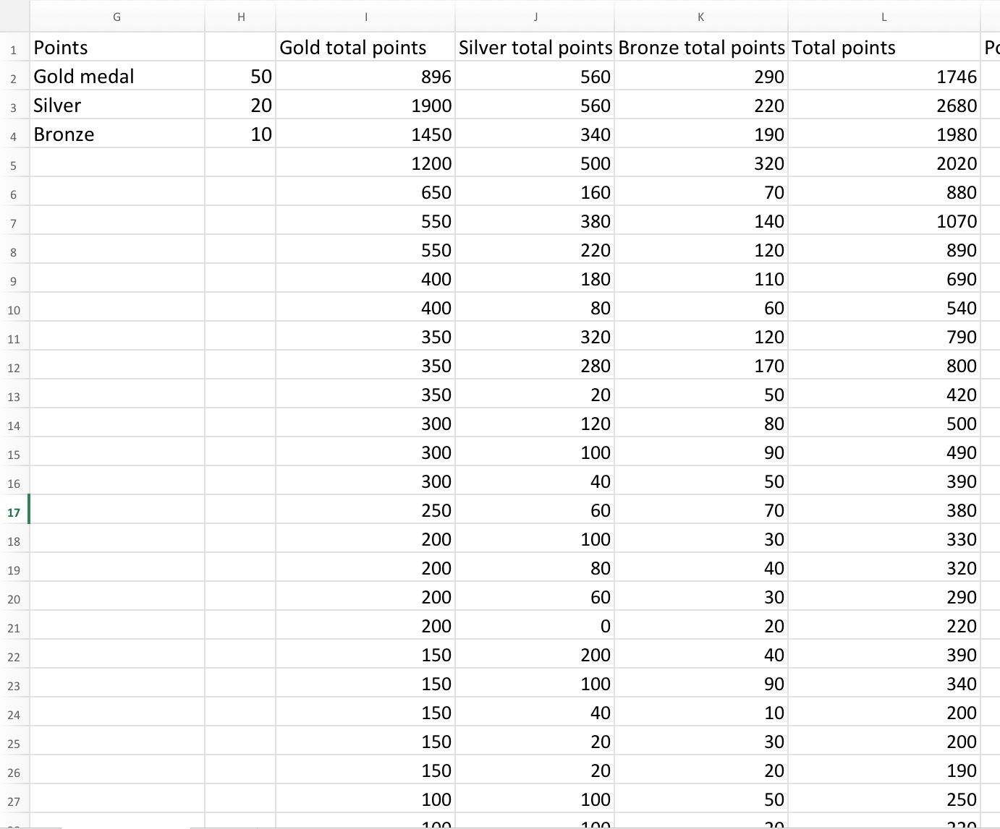 G H I J K L
1 Points Gold total points Silver total points Bronze total points Total points
2 Gold medal 50 896 560 290 1746
3 Silver 20 1900 560 220 2680
4 Bronze 10 1450 340 190 1980
5 1200 500 320 2020
6 650 160 70 880
7 550 380 140 1070
8 550 220 120 890
9 400 180 110 690
10 400 80 60 540
11 350 320 120 790
12 350 280 170 800
13 350 20 50 420
14 300 120 80 500
15 300 100 90 490
16 300 40 50 390
17 250 60 70 380
18 200 100 30 330
19 200 80 40 320
20 200 60 30 290
21 200 0 20 220
22 150 200 40 390
23 150 100 90 340
24 150 40 10 200
25 150 20 30 200
26 150 20 20 190
27 100 100 50 250